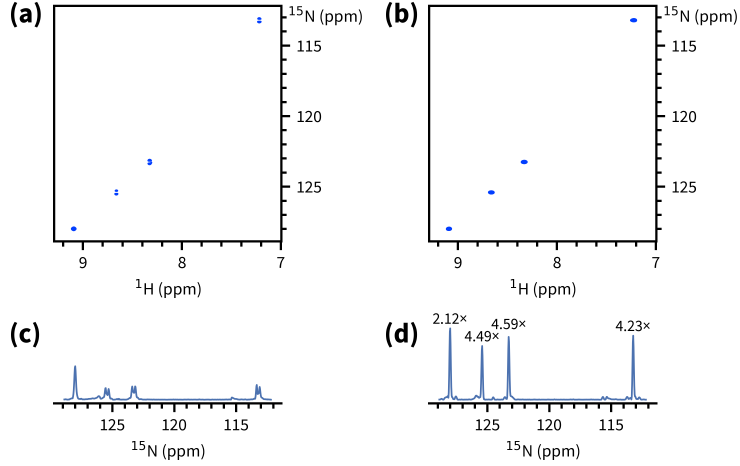 (a)
¹⁵N (ppm)
115
120
125
9 8 7
¹H (ppm)
(b)
¹⁵N (ppm)
115
120
125
9 8 7
¹H (ppm)
(c)
125 120 115
¹⁵N (ppm)
(d)
2.12×
4.49×
4.59×
4.23×
125 120 115
¹⁵N (ppm)